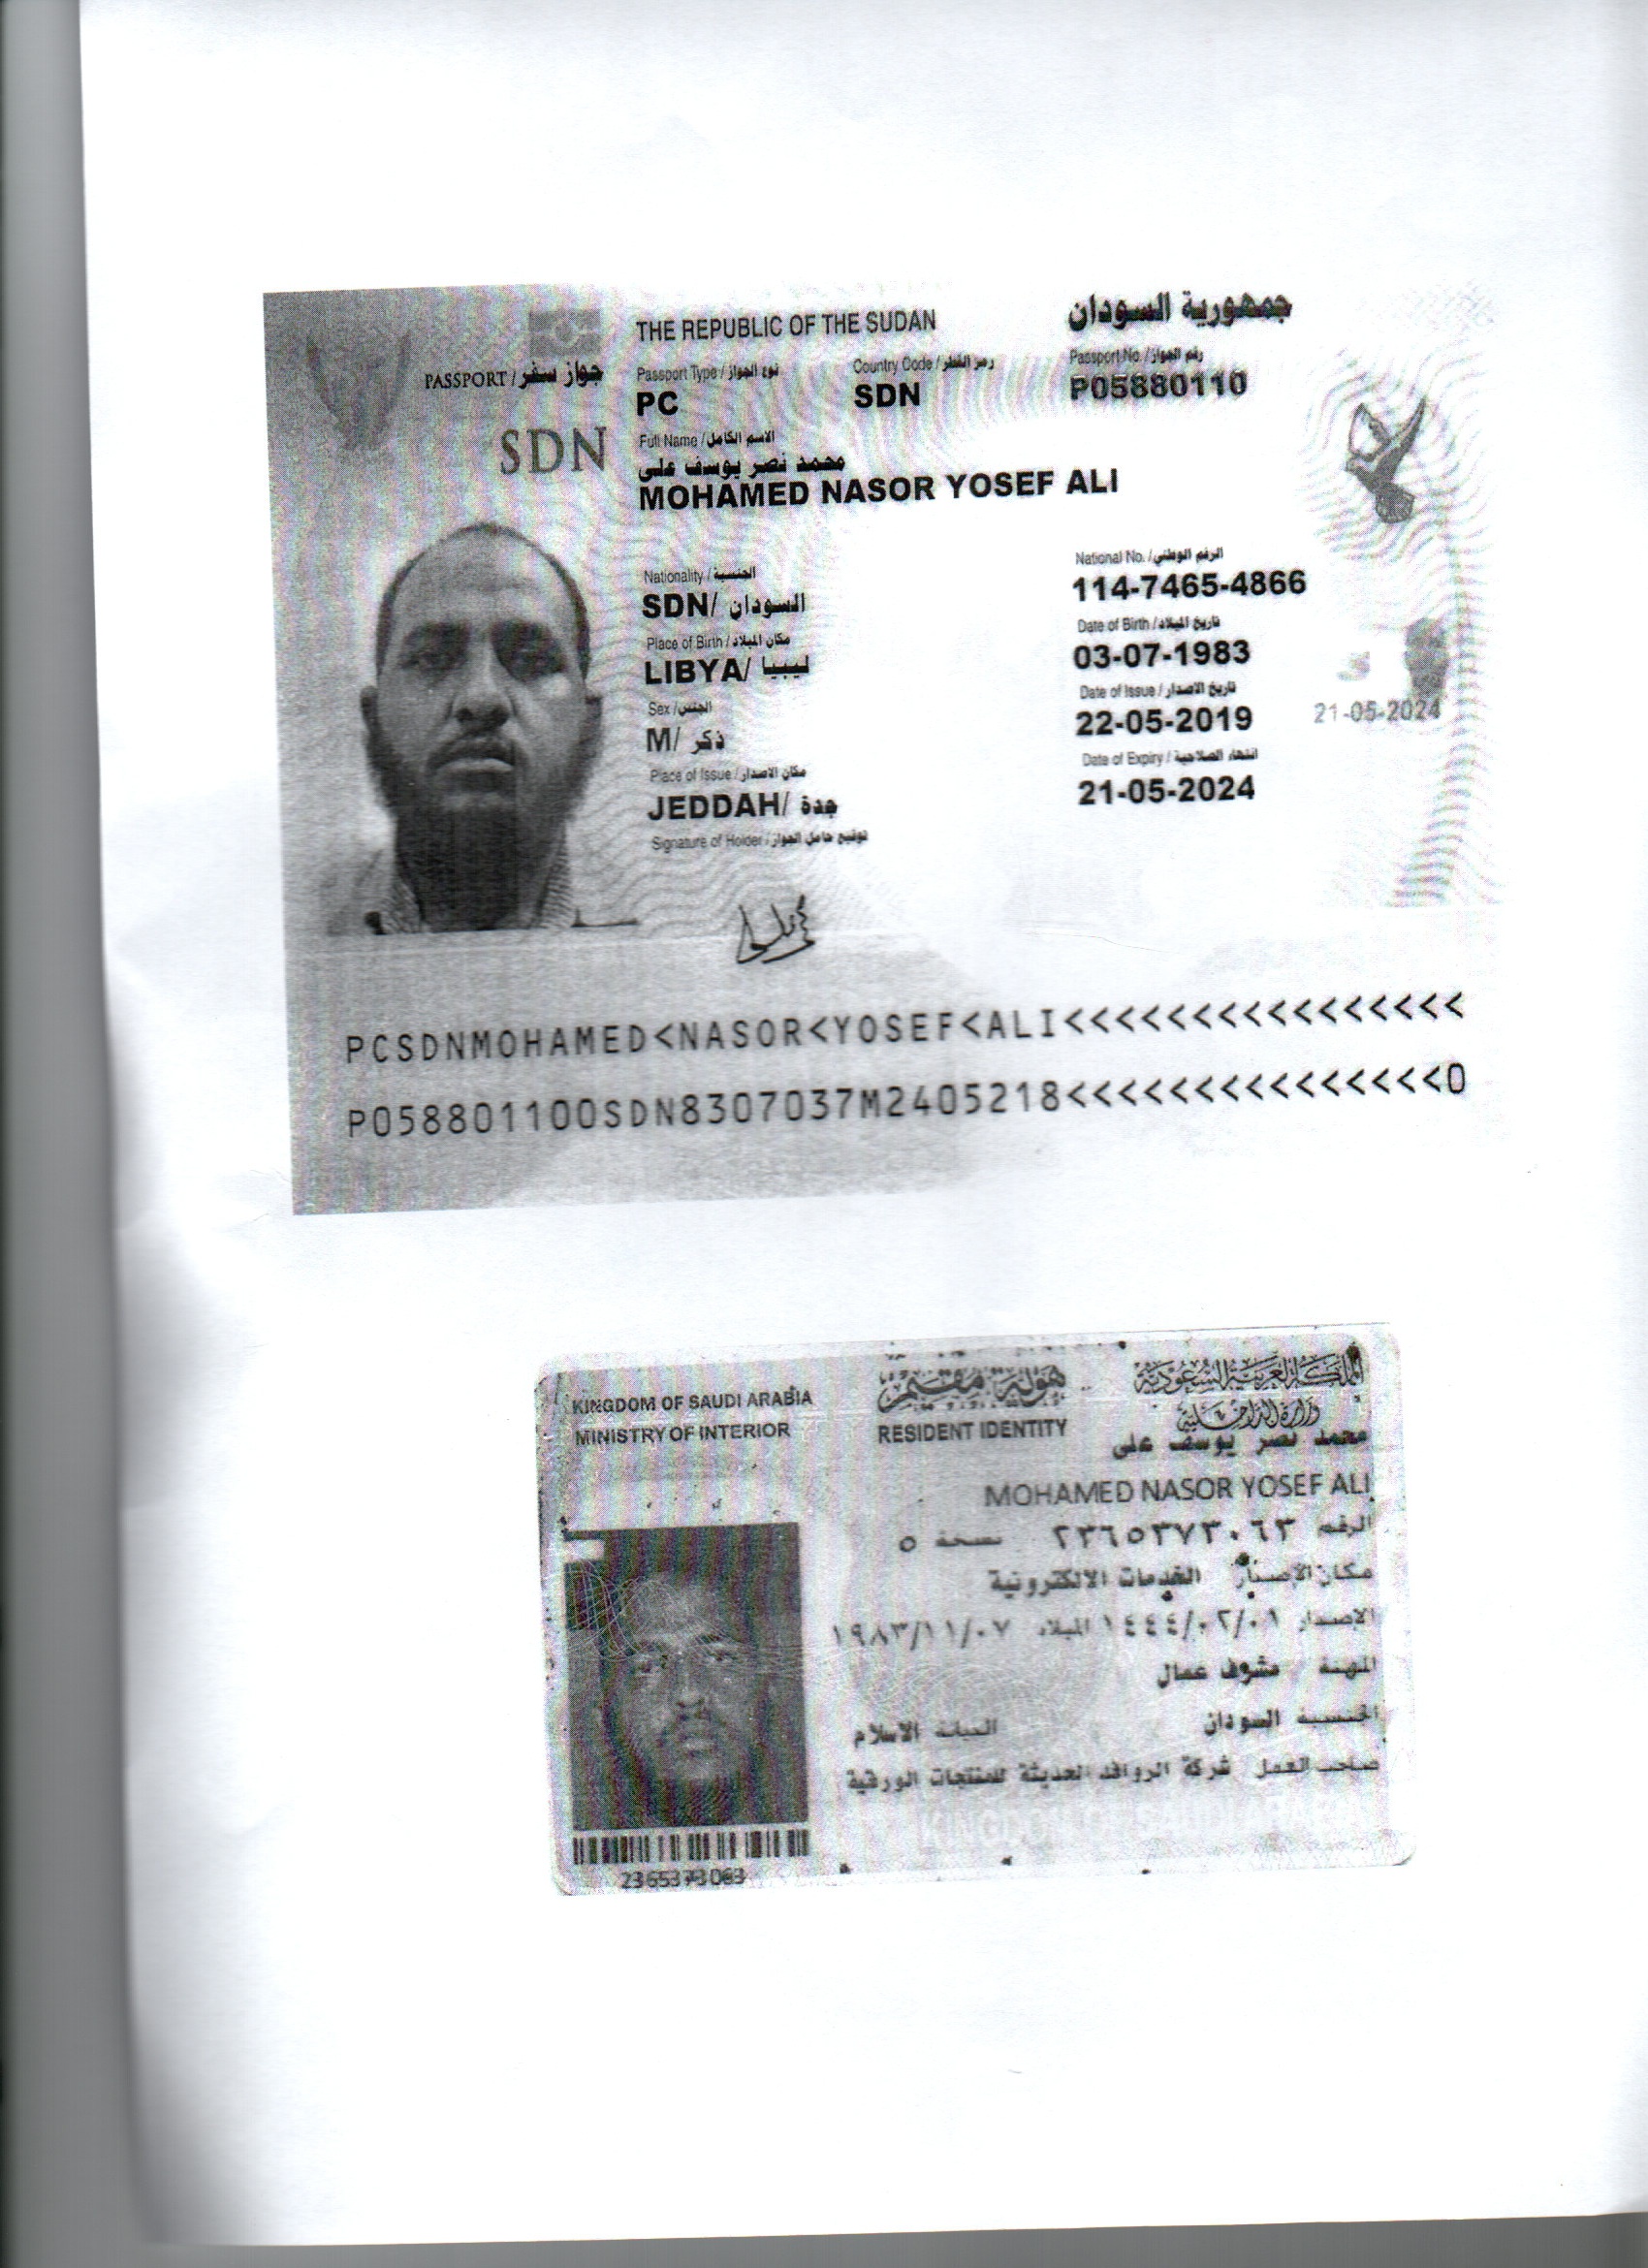 THE REPUBLIC OF THE SUDAN
جمهورية السودان
PASSPORT / جواز سفر
Passport Type / نوع الجواز
Country Code / رمز القطر
Passport No. / رقم الجواز
PC
SDN
P05880110
SDN
Full Name / الاسم الكامل
محمد نصر يوسف على
MOHAMED NASOR YOSEF ALI
Nationality / الجنسية
National No. / الرقم الوطني
SDN/ السودان
114-7465-4866
Place of Birth / مكان الميلاد
Date of Birth / تاريخ الميلاد
LIBYA/ ليبيا
03-07-1983
Sex / الجنس
Date of Issue / تاريخ الاصدار
M/ ذكر
22-05-2019
21-05-2024
Place of Issue / مكان الاصدار
Date of Expiry / انتهاء الصلاحية
JEDDAH/ جدة
21-05-2024
Signature of Holder / توقيع حامل الجواز
PCSDNMOHAMED<NASOR<YOSEF<ALI<<<<<<<<<<<<<<<<
P058801100SDN8307037M2405218<<<<<<<<<<<<<<<0
KINGDOM OF SAUDI ARABIA
MINISTRY OF INTERIOR
هوية مقيم
RESIDENT IDENTITY
المملكة العربية السعودية
وزارة الداخلية
محمد نصر يوسف على
MOHAMED NASOR YOSEF ALI
الرقم ٢٣٦٥٣٧٣٠٦٣ نسخة ٥
مكان الإصدار الخدمات الالكترونية
الإصدار ١٤٤٤/٠٢/٠١ الميلاد ١٩٨٣/١١/٠٧
المهنة مشرف عمال
الجنسية السودان الديانة الاسلام
صاحب العمل شركة الروافد الحديثة للمنتجات الورقية
KINGDOM OF SAUDI ARABIA
2365373063